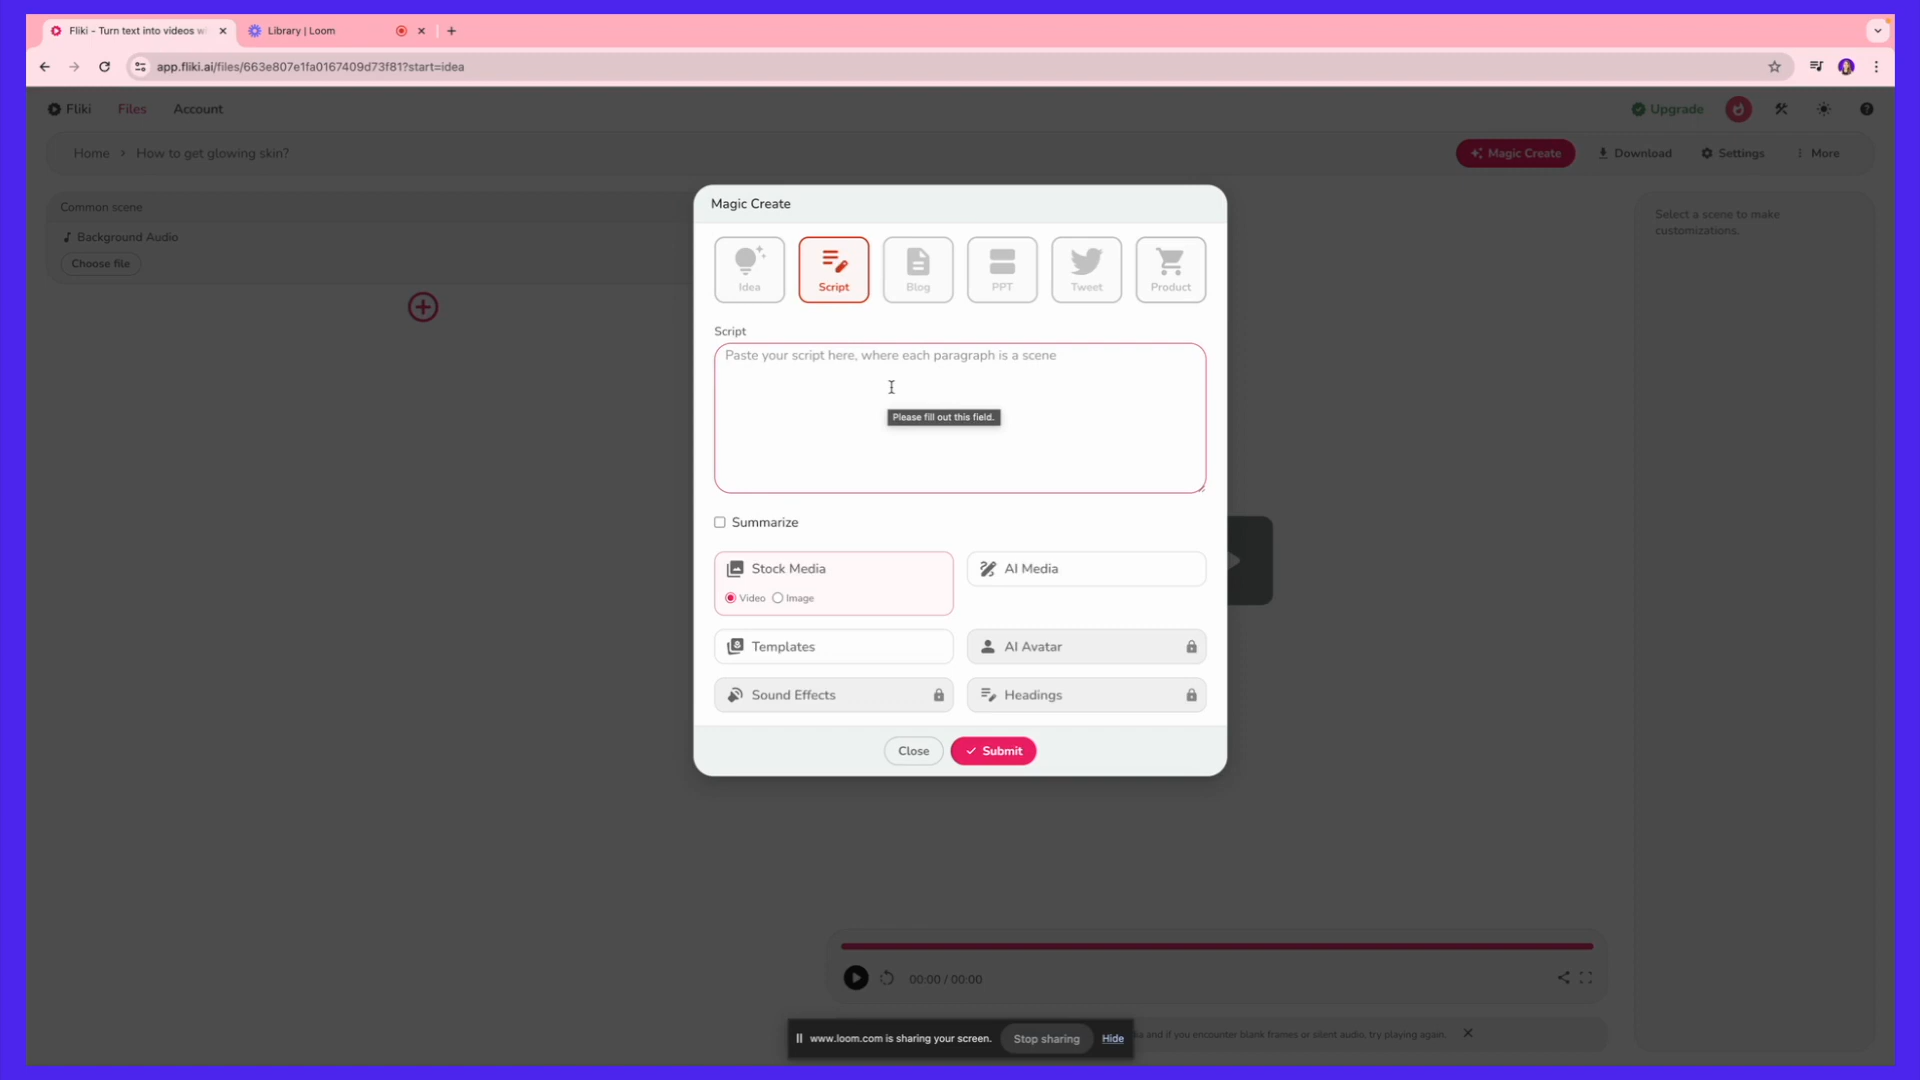 Fliki - Turn text into videos wi
Library | Loom
app.fliki.ai/files/663e807e1fa0167409d73f81?start=idea
Fliki Files Account
Upgrade
Home › How to get glowing skin?
Magic Create Download Settings More
Common scene
Background Audio
Choose file
Select a scene to make
customizations.
Magic Create
Idea Script Blog PPT Tweet Product
Script
Paste your script here, where each paragraph is a scene
Please fill out this field.
Summarize
Stock Media
Video Image
AI Media
Templates
AI Avatar
Sound Effects
Headings
Close Submit
00:00 / 00:00
www.loom.com is sharing your screen. Stop sharing Hide
and if you encounter blank frames or silent audio, try playing again.